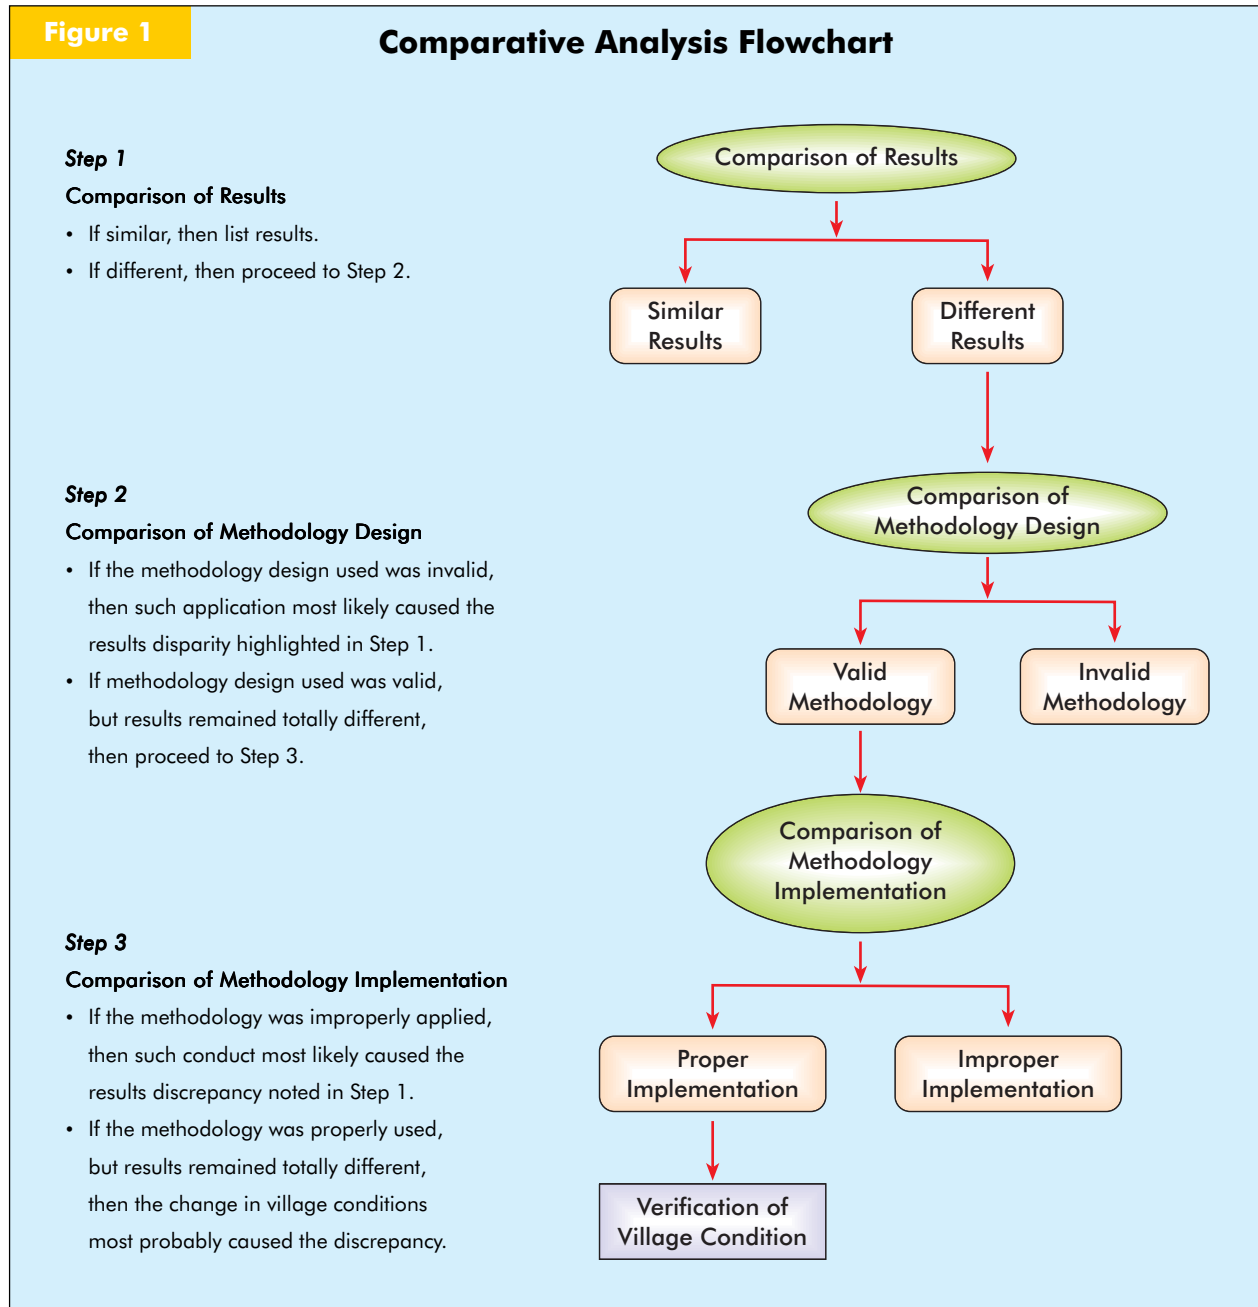 Figure 1
Comparative Analysis Flowchart
Step 1
Comparison of Results
• If similar, then list results.
• If different, then proceed to Step 2.
Comparison of Results
Similar
Results
Different
Results
Step 2
Comparison of Methodology Design
• If the methodology design used was invalid,
then such application most likely caused the
results disparity highlighted in Step 1.
• If methodology design used was valid,
but results remained totally different,
then proceed to Step 3.
Comparison of
Methodology Design
Valid
Methodology
Invalid
Methodology
Comparison of
Methodology
Implementation
Step 3
Comparison of Methodology Implementation
• If the methodology was improperly applied,
then such conduct most likely caused the
results discrepancy noted in Step 1.
• If the methodology was properly used,
but results remained totally different,
then the change in village conditions
most probably caused the discrepancy.
Proper
Implementation
Improper
Implementation
Verification of
Village Condition